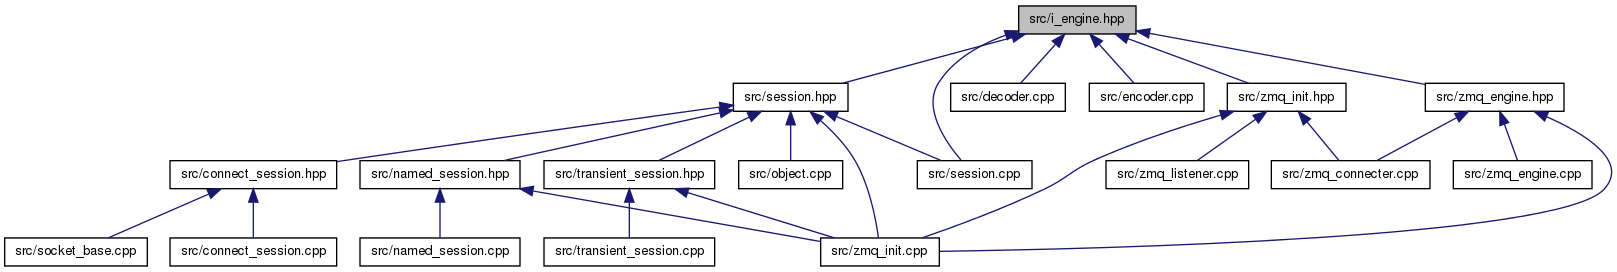 src/i_engine.hpp
src/session.hpp
src/decoder.cpp
src/encoder.cpp
src/zmq_init.hpp
src/zmq_engine.hpp
src/connect_session.hpp
src/named_session.hpp
src/transient_session.hpp
src/object.cpp
src/session.cpp
src/zmq_listener.cpp
src/zmq_connecter.cpp
src/zmq_engine.cpp
src/socket_base.cpp
src/connect_session.cpp
src/named_session.cpp
src/transient_session.cpp
src/zmq_init.cpp